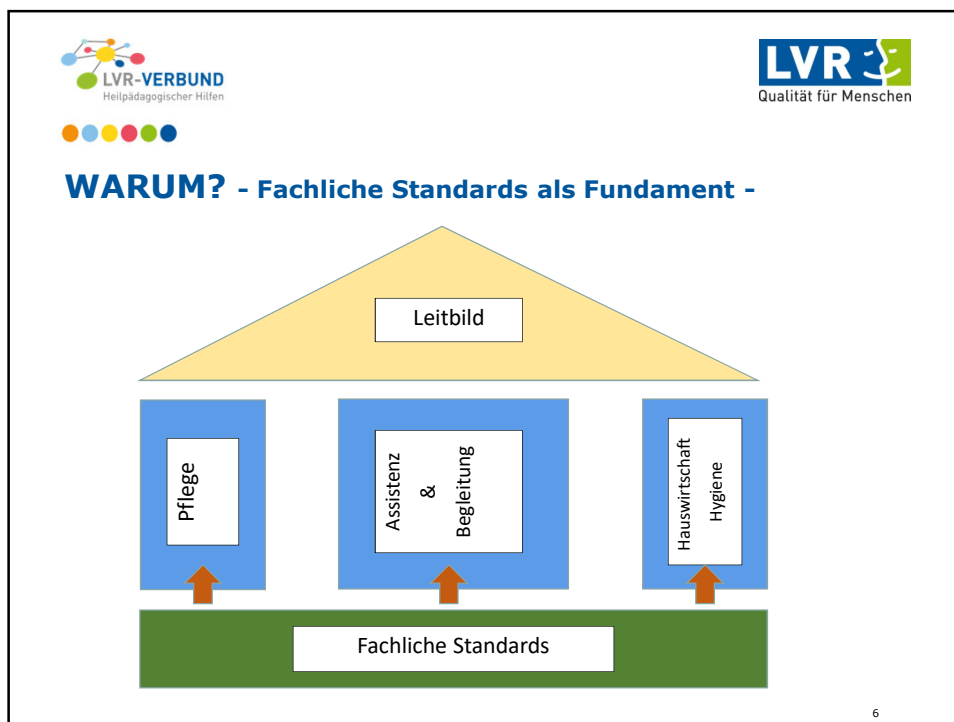 LVR-VERBUND
Heilpädagogischer Hilfen
LVR
Qualität für Menschen
WARUM? - Fachliche Standards als Fundament -
Leitbild
Pflege
Assistenz
&
Begleitung
Hauswirtschaft
Hygiene
Fachliche Standards
6